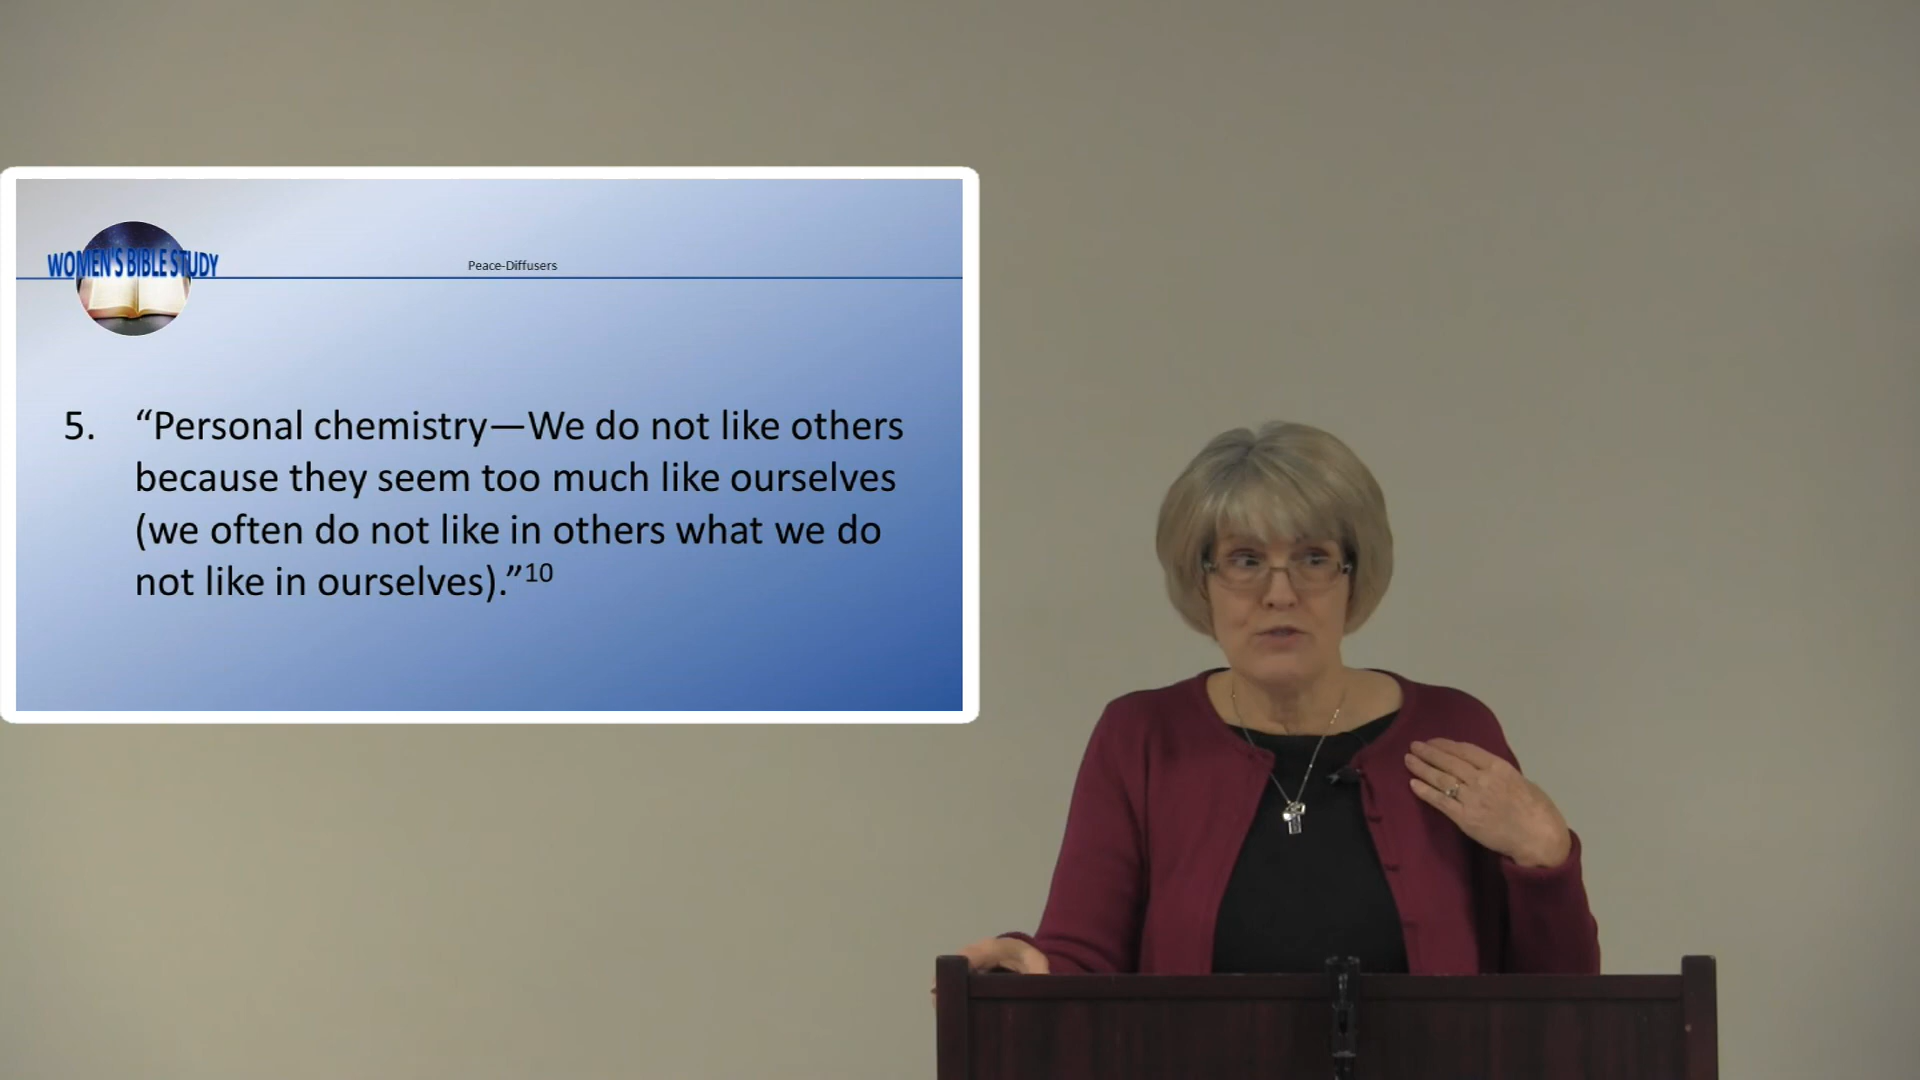 WOMEN'S BIBLE STUDY
Peace-Diffusers
5. “Personal chemistry—We do not like others
because they seem too much like ourselves
(we often do not like in others what we do
not like in ourselves).”10